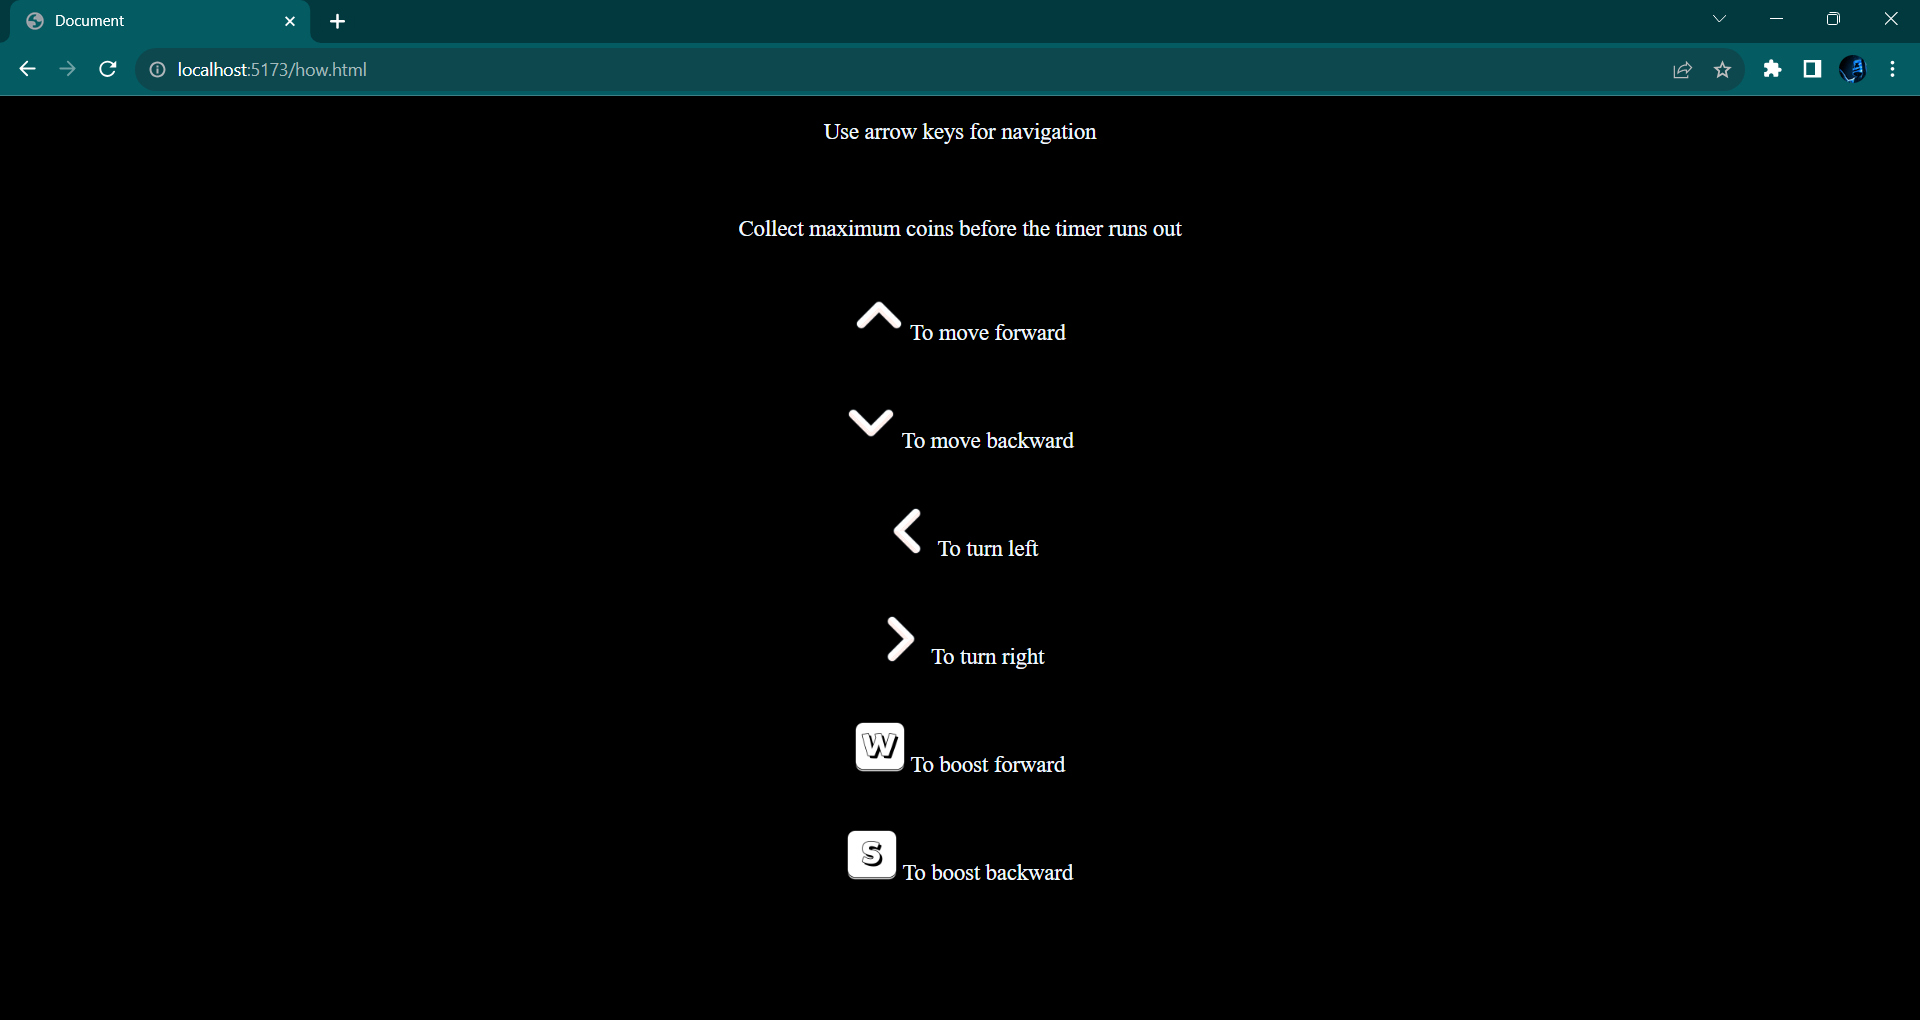 Document
localhost:5173/how.html
Use arrow keys for navigation
Collect maximum coins before the timer runs out
To move forward
To move backward
To turn left
To turn right
W To boost forward
S To boost backward